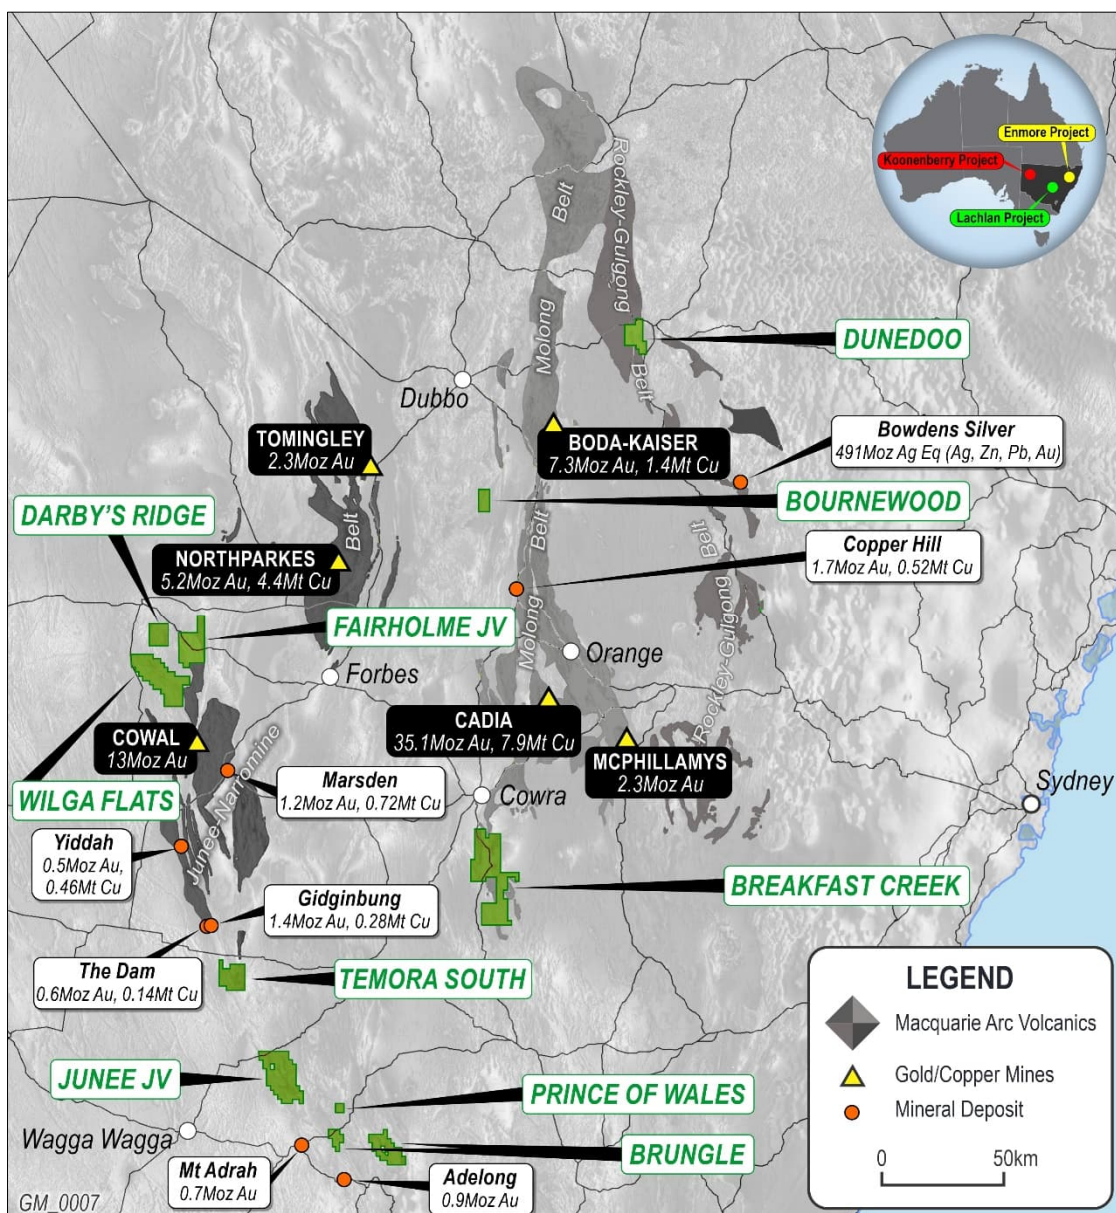 Enmore Project
Koonenberry Project
Lachlan Project
Rockley-Gulgong
Belt
Belt
Molong
DUNEDOO
Dubbo
TOMINGLEY
2.3Moz Au
BODA-KAISER
7.3Moz Au, 1.4Mt Cu
Bowdens Silver
491Moz Ag Eq (Ag, Zn, Pb, Au)
DARBY'S RIDGE
BOURNEWOOD
Belt
Belt
Belt
NORTHPARKES
5.2Moz Au, 4.4Mt Cu
Copper Hill
1.7Moz Au, 0.52Mt Cu
FAIRHOLME JV
Molong
Orange
Rockley-Gulgong
Forbes
CADIA
35.1Moz Au, 7.9Mt Cu
COWAL
13Moz Au
MCPHILLAMYS
2.3Moz Au
WILGA FLATS
Marsden
1.2Moz Au, 0.72Mt Cu
Junee-Narromine
Cowra
Sydney
Yiddah
0.5Moz Au,
0.46Mt Cu
Gidginbung
1.4Moz Au, 0.28Mt Cu
BREAKFAST CREEK
The Dam
0.6Moz Au, 0.14Mt Cu
TEMORA SOUTH
JUNEE JV
PRINCE OF WALES
Wagga Wagga
BRUNGLE
Mt Adrah
0.7Moz Au
Adelong
0.9Moz Au
LEGEND
Macquarie Arc Volcanics
Gold/Copper Mines
Mineral Deposit
0 50km
GM_0007